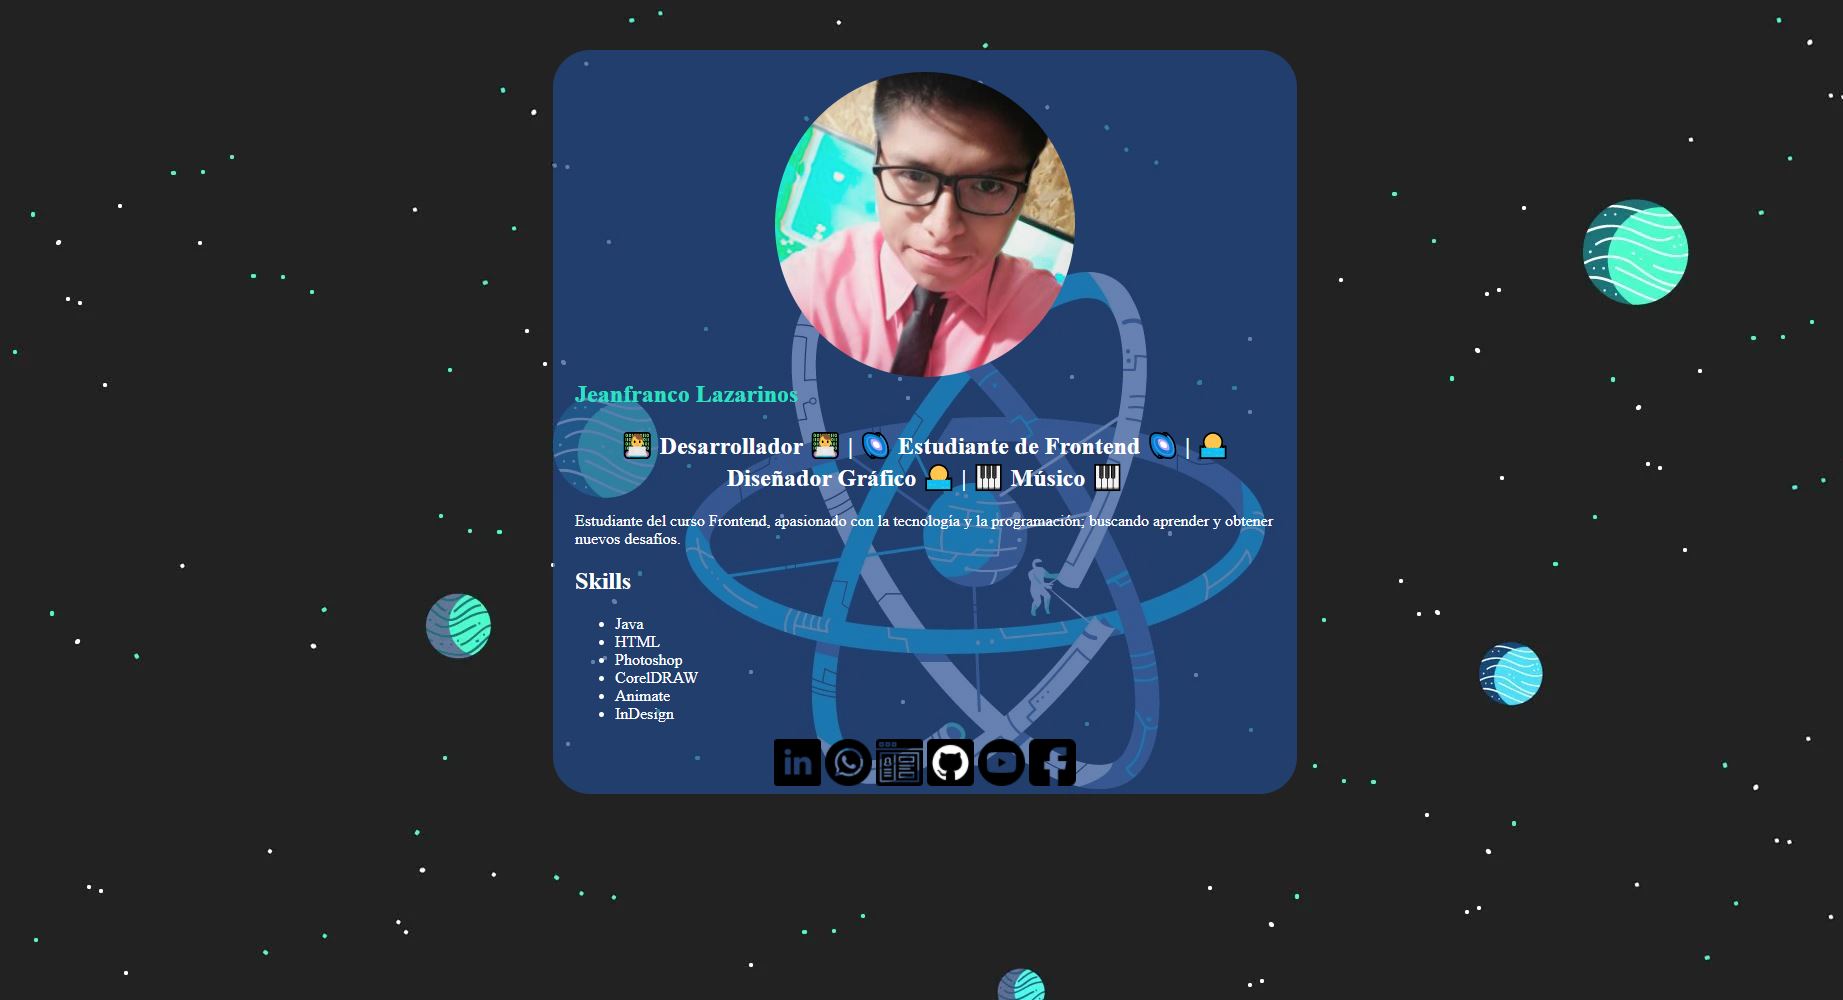 Jeanfranco Lazarinos
👨‍💻 Desarrollador 👨‍💻 | 🌌 Estudiante de Frontend 🌌 | 👤
Diseñador Gráfico 👤 | 🎹 Músico 🎹
Estudiante del curso Frontend, apasionado con la tecnología y la programación; buscando aprender y obtener
nuevos desafíos.
Skills
Java
HTML
Photoshop
CorelDRAW
Animate
InDesign
in